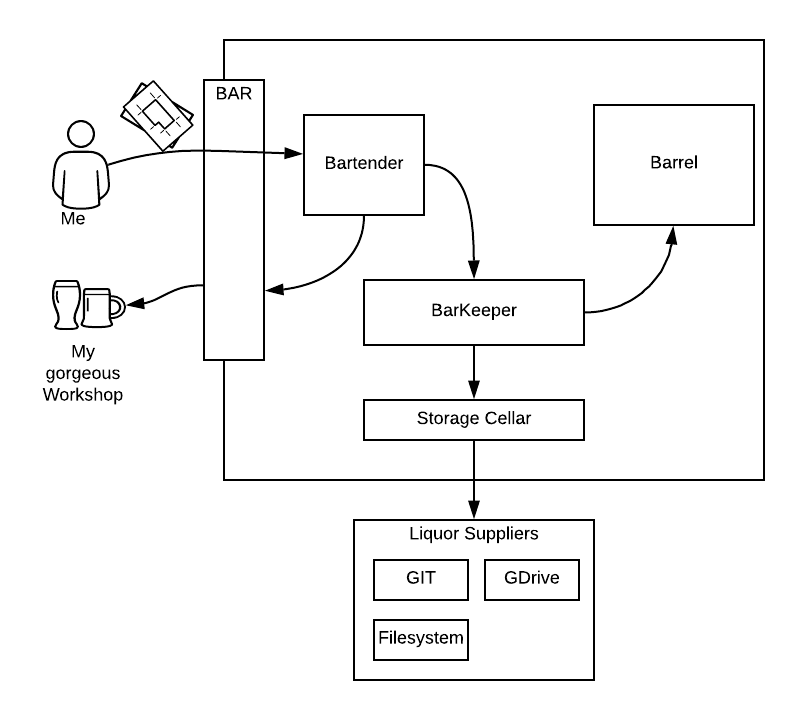 BAR
Bartender
Barrel
Me
BarKeeper
My
gorgeous
Workshop
Storage Cellar
Liquor Suppliers
GIT
GDrive
Filesystem